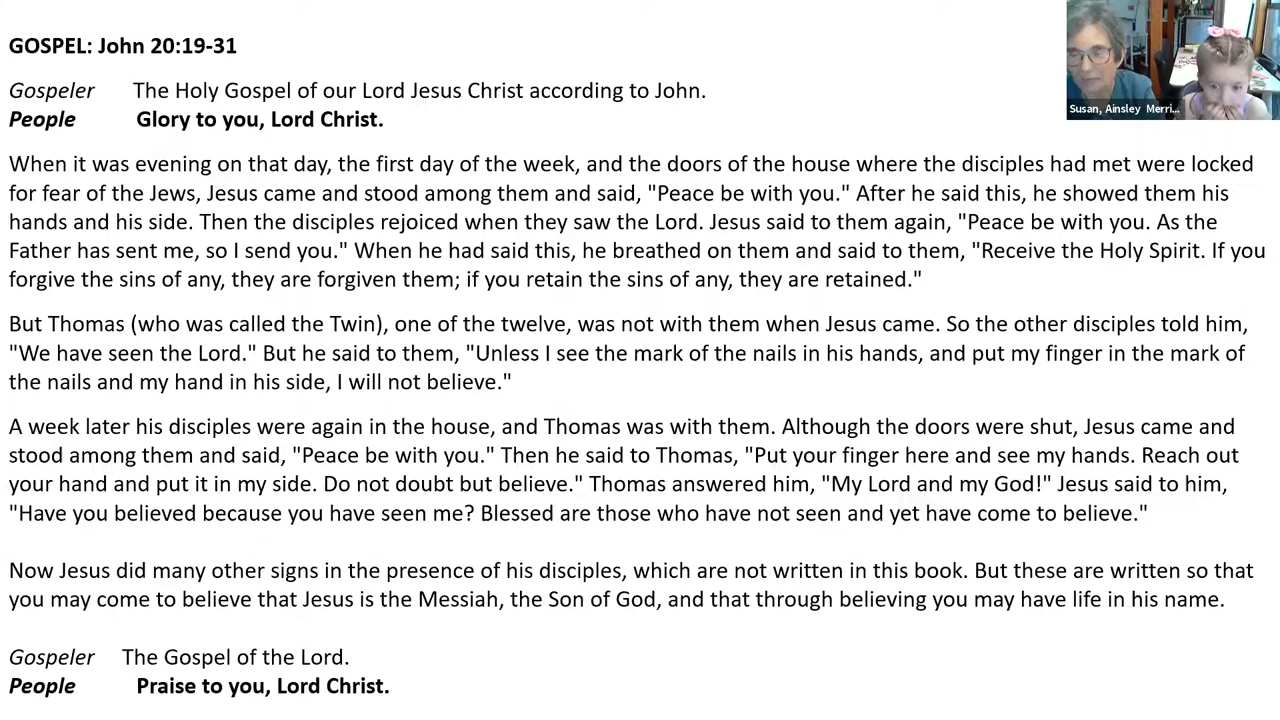 GOSPEL: John 20:19-31
Susan, Ainsley Merri...
Gospeler The Holy Gospel of our Lord Jesus Christ according to John.
People Glory to you, Lord Christ.
When it was evening on that day, the first day of the week, and the doors of the house where the disciples had met were locked
for fear of the Jews, Jesus came and stood among them and said, "Peace be with you." After he said this, he showed them his
hands and his side. Then the disciples rejoiced when they saw the Lord. Jesus said to them again, "Peace be with you. As the
Father has sent me, so I send you." When he had said this, he breathed on them and said to them, "Receive the Holy Spirit. If you
forgive the sins of any, they are forgiven them; if you retain the sins of any, they are retained."
But Thomas (who was called the Twin), one of the twelve, was not with them when Jesus came. So the other disciples told him,
"We have seen the Lord." But he said to them, "Unless I see the mark of the nails in his hands, and put my finger in the mark of
the nails and my hand in his side, I will not believe."
A week later his disciples were again in the house, and Thomas was with them. Although the doors were shut, Jesus came and
stood among them and said, "Peace be with you." Then he said to Thomas, "Put your finger here and see my hands. Reach out
your hand and put it in my side. Do not doubt but believe." Thomas answered him, "My Lord and my God!" Jesus said to him,
"Have you believed because you have seen me? Blessed are those who have not seen and yet have come to believe."
Now Jesus did many other signs in the presence of his disciples, which are not written in this book. But these are written so that
you may come to believe that Jesus is the Messiah, the Son of God, and that through believing you may have life in his name.
Gospeler The Gospel of the Lord.
People Praise to you, Lord Christ.